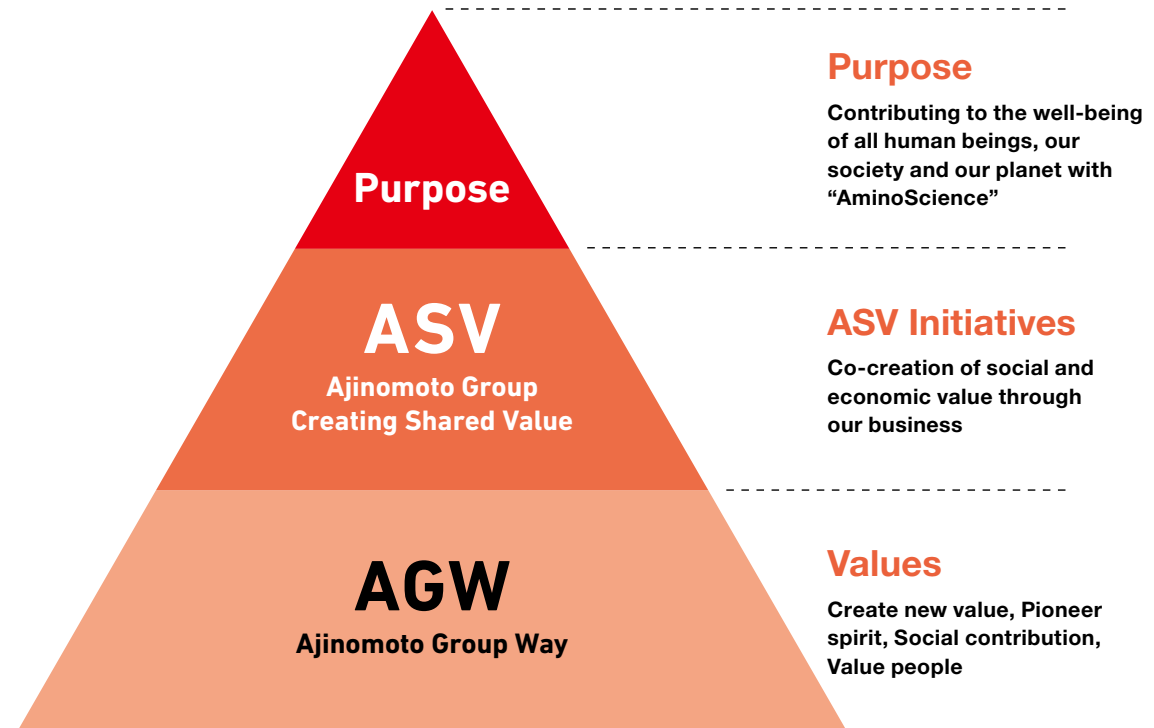 Purpose
Purpose
Contributing to the well-being
of all human beings, our
society and our planet with
“AminoScience”
ASV
Ajinomoto Group
Creating Shared Value
ASV Initiatives
Co-creation of social and
economic value through
our business
AGW
Ajinomoto Group Way
Values
Create new value, Pioneer
spirit, Social contribution,
Value people